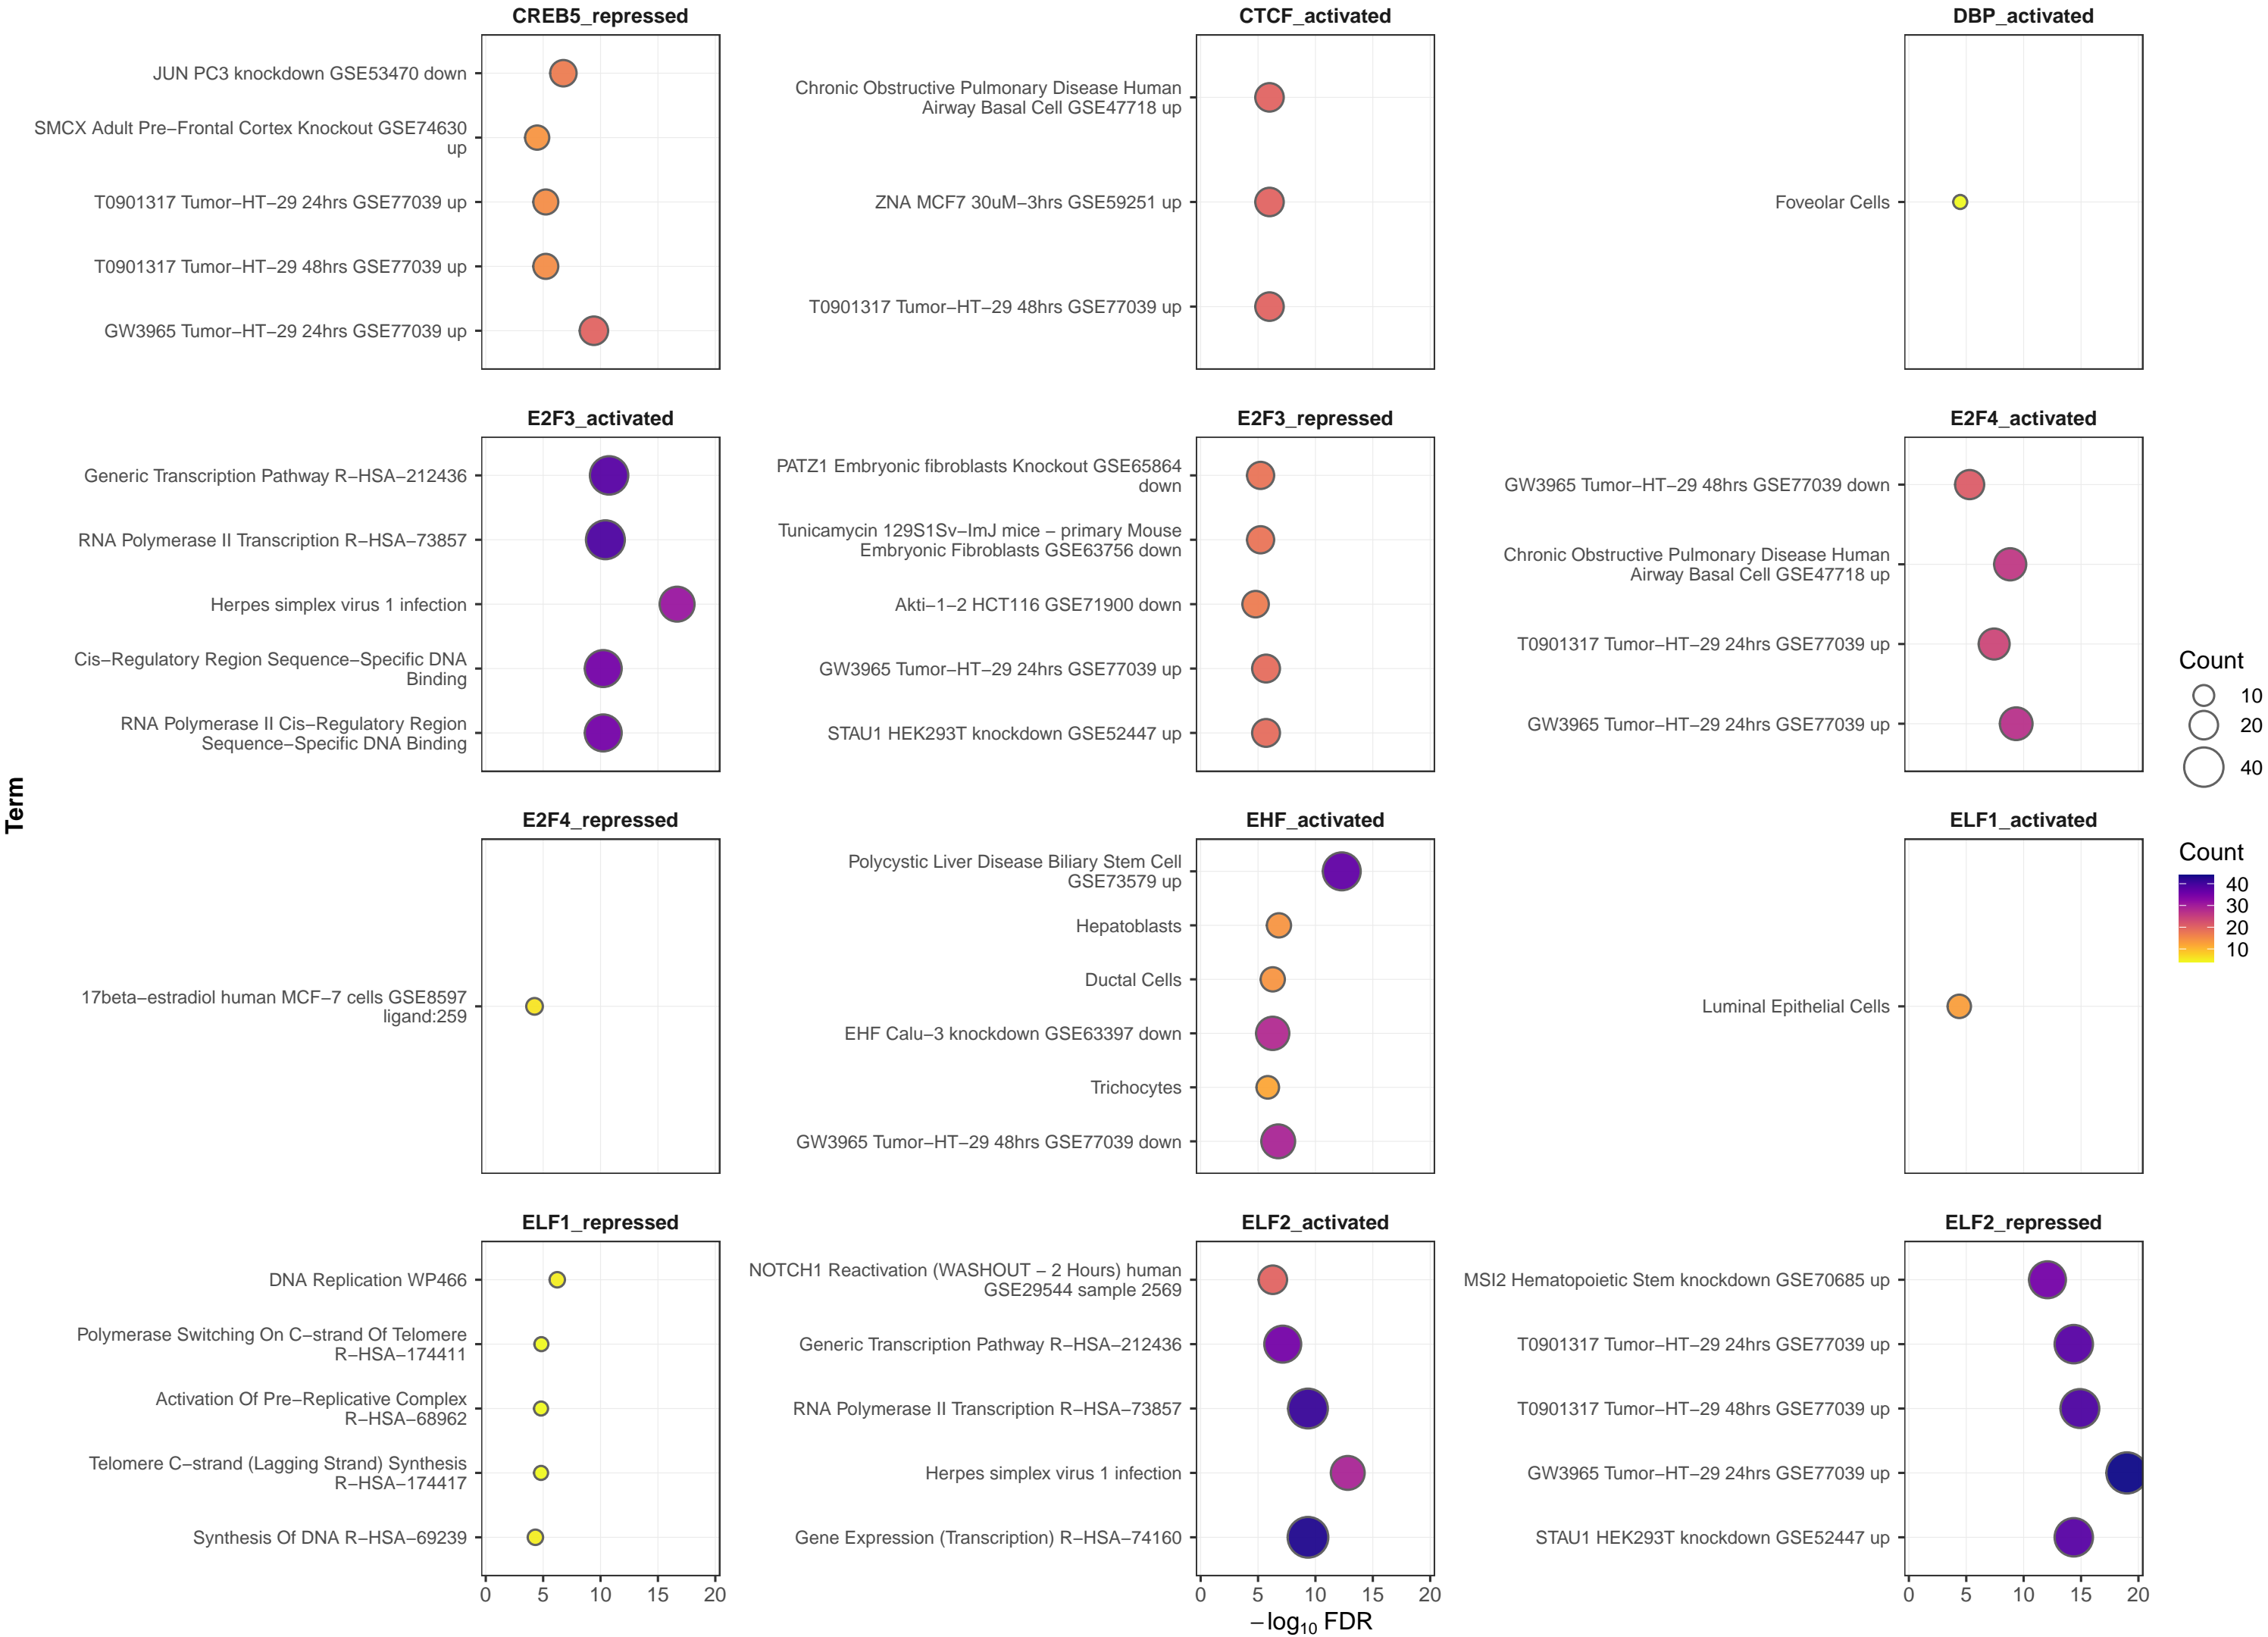 CREB5_repressed
JUN PC3 knockdown GSE53470 down
SMCX Adult Pre−Frontal Cortex Knockout GSE74630
up
T0901317 Tumor−HT−29 24hrs GSE77039 up
T0901317 Tumor−HT−29 48hrs GSE77039 up
GW3965 Tumor−HT−29 24hrs GSE77039 up
CTCF_activated
Chronic Obstructive Pulmonary Disease Human
Airway Basal Cell GSE47718 up
ZNA MCF7 30uM−3hrs GSE59251 up
T0901317 Tumor−HT−29 48hrs GSE77039 up
DBP_activated
Foveolar Cells
E2F3_activated
Generic Transcription Pathway R−HSA−212436
RNA Polymerase II Transcription R−HSA−73857
Herpes simplex virus 1 infection
Cis−Regulatory Region Sequence−Specific DNA
Binding
RNA Polymerase II Cis−Regulatory Region
Sequence−Specific DNA Binding
E2F3_repressed
PATZ1 Embryonic fibroblasts Knockout GSE65864
down
Tunicamycin 129S1Sv−ImJ mice − primary Mouse
Embryonic Fibroblasts GSE63756 down
Akti−1−2 HCT116 GSE71900 down
GW3965 Tumor−HT−29 24hrs GSE77039 up
STAU1 HEK293T knockdown GSE52447 up
E2F4_activated
GW3965 Tumor−HT−29 48hrs GSE77039 down
Chronic Obstructive Pulmonary Disease Human
Airway Basal Cell GSE47718 up
T0901317 Tumor−HT−29 24hrs GSE77039 up
GW3965 Tumor−HT−29 24hrs GSE77039 up
E2F4_repressed
17beta−estradiol human MCF−7 cells GSE8597
ligand:259
EHF_activated
Polycystic Liver Disease Biliary Stem Cell
GSE73579 up
Hepatoblasts
Ductal Cells
EHF Calu−3 knockdown GSE63397 down
Trichocytes
GW3965 Tumor−HT−29 48hrs GSE77039 down
ELF1_activated
Luminal Epithelial Cells
ELF1_repressed
DNA Replication WP466
Polymerase Switching On C−strand Of Telomere
R−HSA−174411
Activation Of Pre−Replicative Complex
R−HSA−68962
Telomere C−strand (Lagging Strand) Synthesis
R−HSA−174417
Synthesis Of DNA R−HSA−69239
0 5 10 15 20
ELF2_activated
NOTCH1 Reactivation (WASHOUT − 2 Hours) human
GSE29544 sample 2569
Generic Transcription Pathway R−HSA−212436
RNA Polymerase II Transcription R−HSA−73857
Herpes simplex virus 1 infection
Gene Expression (Transcription) R−HSA−74160
0 5 10 15 20
ELF2_repressed
MSI2 Hematopoietic Stem knockdown GSE70685 up
T0901317 Tumor−HT−29 24hrs GSE77039 up
T0901317 Tumor−HT−29 48hrs GSE77039 up
GW3965 Tumor−HT−29 24hrs GSE77039 up
STAU1 HEK293T knockdown GSE52447 up
0 5 10 15 20
−log10 FDR
Term
Count
10
20
40
Count
40
30
20
10